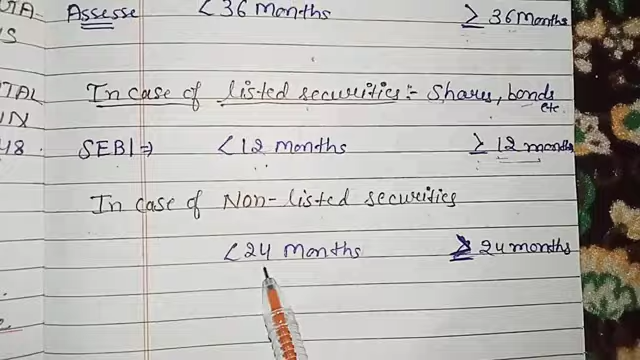 Assesse <36 months ≥ 36 months
In case of listed securities:- Shares, bonds etc.
SEBI⇒ <12 months ≥ 12 months
48.
In case of Non-listed securities
<24 months ≥ 24 months